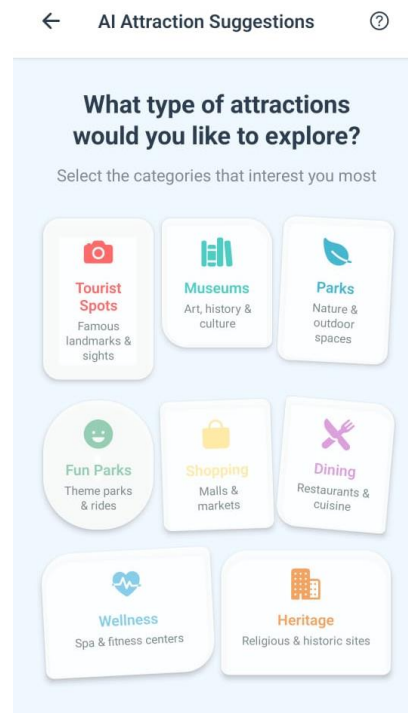 AI Attraction Suggestions
What type of attractions
would you like to explore?
Select the categories that interest you most
Tourist
Spots
Famous
landmarks &
sights
Museums
Art, history &
culture
Parks
Nature &
outdoor
spaces
Fun Parks
Theme parks
& rides
Shopping
Malls &
markets
Dining
Restaurants &
cuisine
Wellness
Spa & fitness centers
Heritage
Religious & historic sites